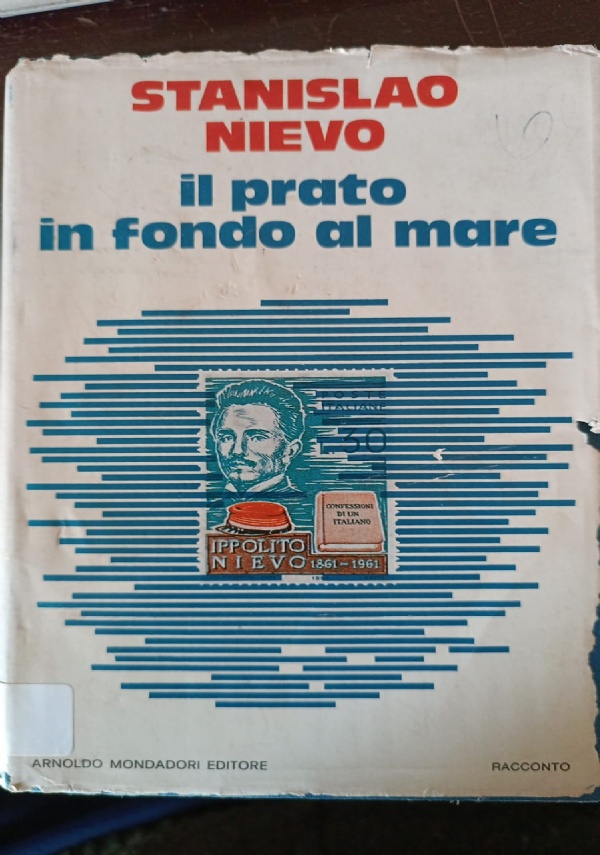 STANISLAO
NIEVO
il prato
in fondo al mare
POSTE
ITALIANE
L.30
CONFESSIONI
DI UN
ITALIANO
IPPOLITO
NIEVO 1861-1961
ARNOLDO MONDADORI EDITORE
RACCONTO